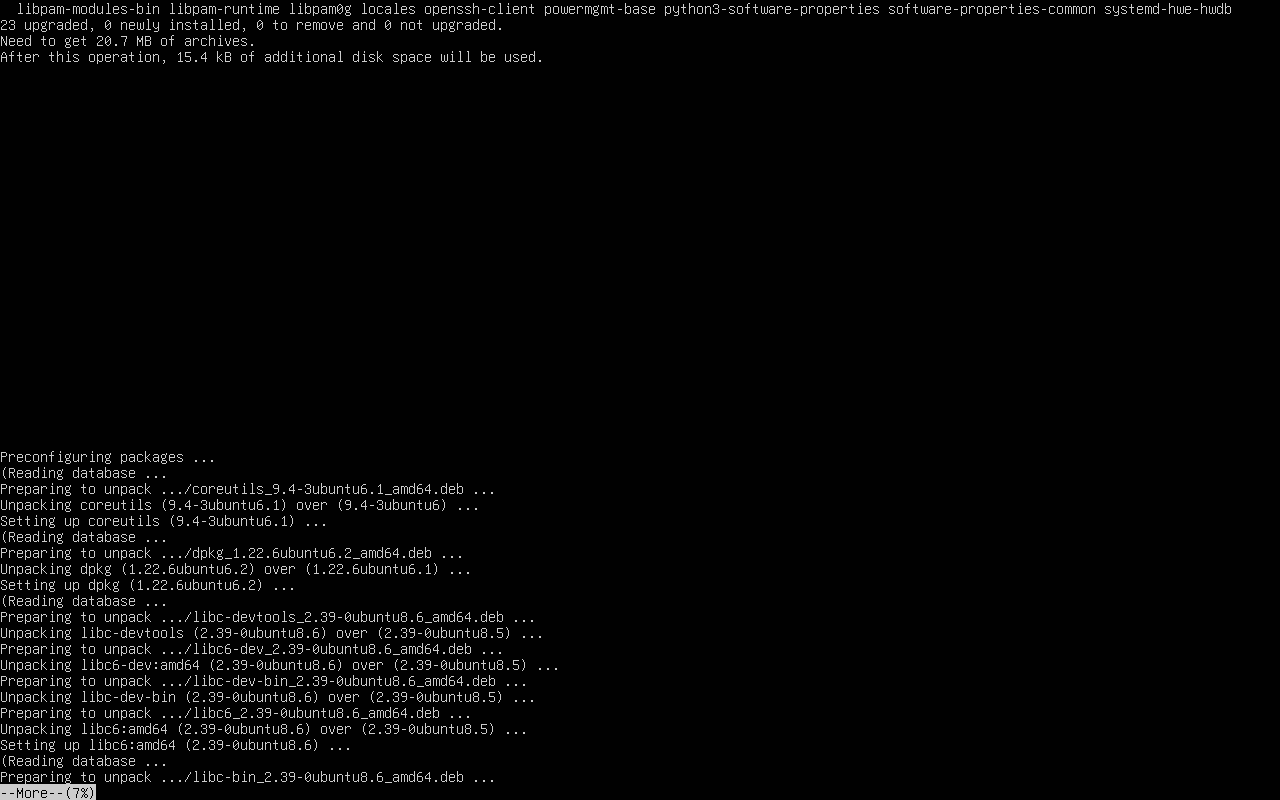 libpam-modules-bin libpam-runtime libpam0g locales openssh-client powermgmt-base python3-software-properties software-properties-common systemd-hwe-hwdb
23 upgraded, 0 newly installed, 0 to remove and 0 not upgraded.
Need to get 20.7 MB of archives.
After this operation, 15.4 kB of additional disk space will be used.
Preconfiguring packages ...
(Reading database ...
Preparing to unpack .../coreutils_9.4-3ubuntu6.1_amd64.deb ...
Unpacking coreutils (9.4-3ubuntu6.1) over (9.4-3ubuntu6) ...
Setting up coreutils (9.4-3ubuntu6.1) ...
(Reading database ...
Preparing to unpack .../dpkg_1.22.6ubuntu6.2_amd64.deb ...
Unpacking dpkg (1.22.6ubuntu6.2) over (1.22.6ubuntu6.1) ...
Setting up dpkg (1.22.6ubuntu6.2) ...
(Reading database ...
Preparing to unpack .../libc-devtools_2.39-0ubuntu8.6_amd64.deb ...
Unpacking libc-devtools (2.39-0ubuntu8.6) over (2.39-0ubuntu8.5) ...
Preparing to unpack .../libc6-dev_2.39-0ubuntu8.6_amd64.deb ...
Unpacking libc6-dev:amd64 (2.39-0ubuntu8.6) over (2.39-0ubuntu8.5) ...
Preparing to unpack .../libc-dev-bin_2.39-0ubuntu8.6_amd64.deb ...
Unpacking libc-dev-bin (2.39-0ubuntu8.6) over (2.39-0ubuntu8.5) ...
Preparing to unpack .../libc6_2.39-0ubuntu8.6_amd64.deb ...
Unpacking libc6:amd64 (2.39-0ubuntu8.6) over (2.39-0ubuntu8.5) ...
Setting up libc6:amd64 (2.39-0ubuntu8.6) ...
(Reading database ...
Preparing to unpack .../libc-bin_2.39-0ubuntu8.6_amd64.deb ...
--More--(7%)